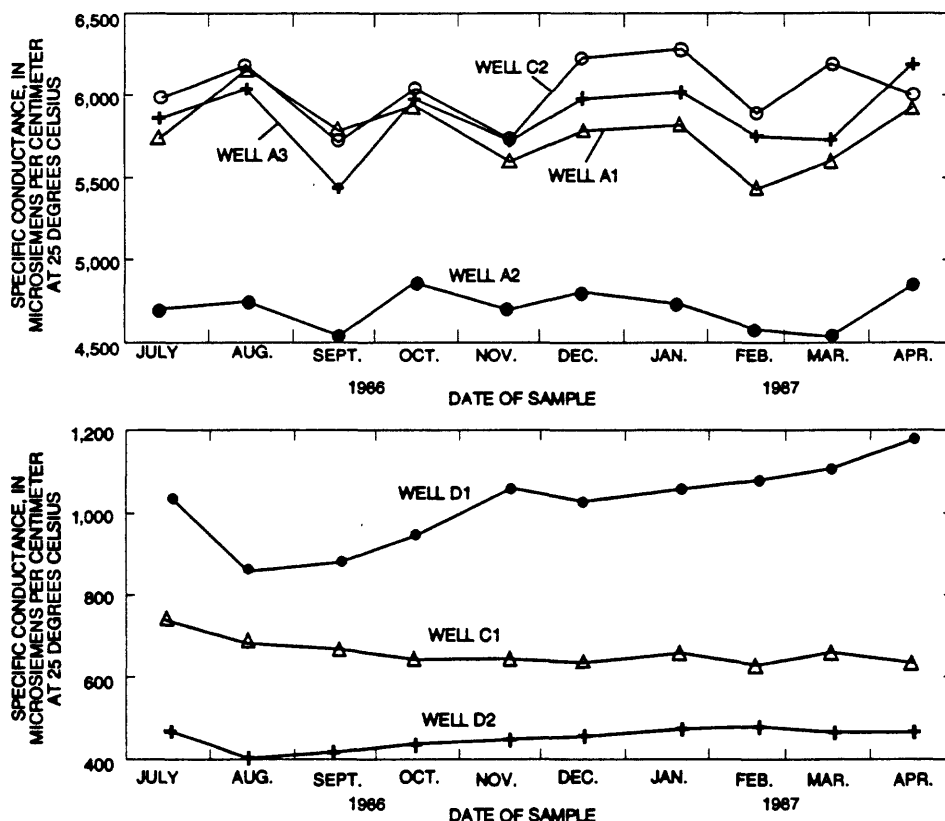 SPECIFIC CONDUCTANCE, IN
MICROSIEMENS PER CENTIMETER
AT 25 DEGREES CELSIUS
6,500
6,000
5,500
5,000
4,500
WELL C2
WELL A3
WELL A1
WELL A2
JULY AUG. SEPT. OCT. NOV. DEC. JAN. FEB. MAR. APR.
1986 1987
DATE OF SAMPLE
SPECIFIC CONDUCTANCE, IN
MICROSIEMENS PER CENTIMETER
AT 25 DEGREES CELSIUS
1,200
1,000
800
600
400
WELL D1
WELL C1
WELL D2
JULY AUG. SEPT. OCT. NOV. DEC. JAN. FEB. MAR. APR.
1986 1987
DATE OF SAMPLE